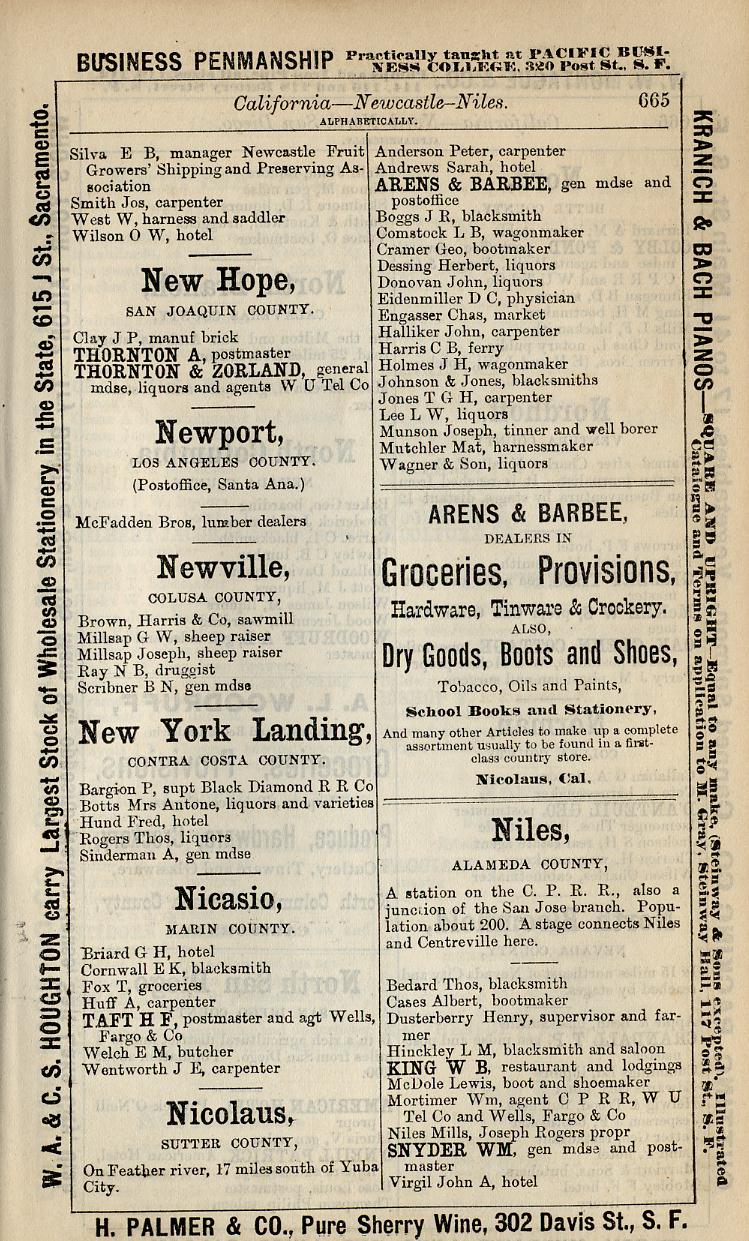 BUSINESS PENMANSHIP Practically taught at PACIFIC BUSI-
NESS COLLEGE, 320 Post St., S. F.
California—Newcastle–Niles. 665
ALPHABETICALLY.
Silva E B, manager Newcastle Fruit
Growers' Shipping and Preserving As-
sociation
Smith Jos, carpenter
West W, harness and saddler
Wilson O W, hotel
New Hope,
SAN JOAQUIN COUNTY.
Clay J P, manuf brick
THORNTON A, postmaster
THORNTON & ZORLAND, general
mdse, liquors and agents W U Tel Co
Newport,
LOS ANGELES COUNTY.
(Postoffice, Santa Ana.)
McFadden Bros, lumber dealers
Newville,
COLUSA COUNTY,
Brown, Harris & Co, sawmill
Millsap G W, sheep raiser
Millsap Joseph, sheep raiser
Ray N B, druggist
Scribner B N, gen mdse
New York Landing,
CONTRA COSTA COUNTY.
Bargion P, supt Black Diamond R R Co
Botts Mrs Antone, liquors and varieties
Hund Fred, hotel
Rogers Thos, liquors
Sinderman A, gen mdse
Nicasio,
MARIN COUNTY.
Briard G H, hotel
Cornwall E K, blacksmith
Fox T, groceries
Huff A, carpenter
TAFT H F, postmaster and agt Wells,
Fargo & Co
Welch E M, butcher
Wentworth J E, carpenter
Nicolaus,
SUTTER COUNTY,
On Feather river, 17 miles south of Yuba
City.
Anderson Peter, carpenter
Andrews Sarah, hotel
ARENS & BARBEE, gen mdse and
postoffice
Boggs J R, blacksmith
Comstock L B, wagonmaker
Cramer Geo, bootmaker
Dessing Herbert, liquors
Donovan John, liquors
Eidenmiller D C, physician
Engasser Chas, market
Halliker John, carpenter
Harris C B, ferry
Holmes J H, wagonmaker
Johnson & Jones, blacksmiths
Jones T G H, carpenter
Lee L W, liquors
Munson Joseph, tinner and well borer
Mutchler Mat, harnessmaker
Wagner & Son, liquors
ARENS & BARBEE,
DEALERS IN
Groceries, Provisions,
Hardware, Tinware & Crockery.
ALSO,
Dry Goods, Boots and Shoes,
Tobacco, Oils and Paints,
School Books and Stationery,
And many other Articles to make up a complete
assortment usually to be found in a first-
class country store.
Nicolaus, Cal.
Niles,
ALAMEDA COUNTY,
A station on the C. P. R. R., also a
junction of the San Jose branch. Popu-
lation about 200. A stage connects Niles
and Centreville here.
Bedard Thos, blacksmith
Cases Albert, bootmaker
Dusterberry Henry, supervisor and far-
mer
Hinckley L M, blacksmith and saloon
KING W B, restaurant and lodgings
McDole Lewis, boot and shoemaker
Mortimer Wm, agent C P R R, W U
Tel Co and Wells, Fargo & Co
Niles Mills, Joseph Rogers propr
SNYDER WM, gen mdse and post-
master
Virgil John A, hotel
W. A. & C. S. HOUGHTON carry Largest Stock of Wholesale Stationery in the State, 615 J St., Sacramento.
KRANICH & BACH PIANOS—SQUARE AND UPRIGHT—Equal to any make, (Steinway & Sons excepted). Illustrated
Catalogue and Terms on application to M. Gray, Steinway Hall, 117 Post St., S. F.
H. PALMER & CO., Pure Sherry Wine, 302 Davis St., S. F.